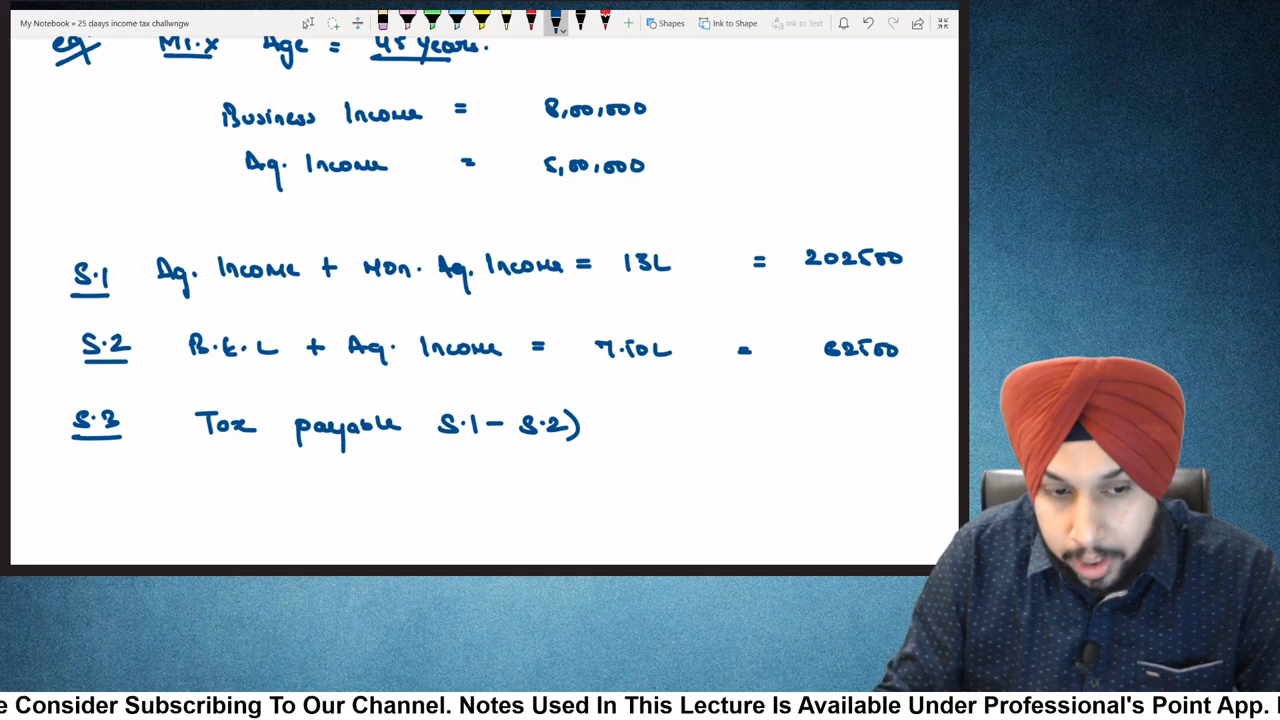 My Notebook = 25 daays income tax challwngw
Shapes
Ink to Shape
Ink to Text
eg Mr.X Age = 45 years.
Business Income = 8,00,000
Ag. Income = 5,00,000
S.1 Ag. Income + Non. Ag. Income = 13L = 202500
S.2 B.E.L + Ag. Income = 7.50L = 62500
S.3 Tax payable S.1 - S.2)
e Consider Subscribing To Our Channel. Notes Used In This Lecture Is Available Under Professional's Point App.